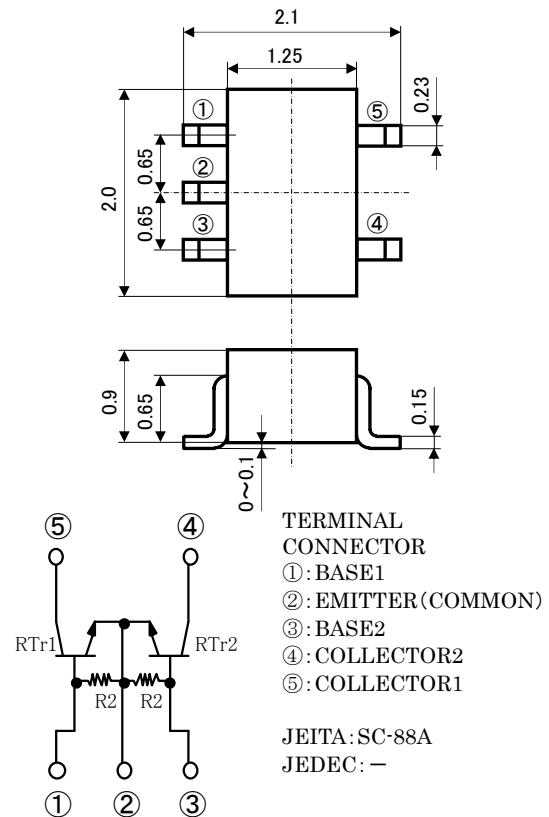 2.1
1.25
①
⑤
0.23
0.65
②
2.0
0.65
③
④
0.9
0.65
0.15
0~0.1
⑤
④
RTr1
RTr2
R2
R2
①
②
③
TERMINAL
CONNECTOR
①:BASE1
②:EMITTER(COMMON)
③:BASE2
④:COLLECTOR2
⑤:COLLECTOR1
JEITA:SC-88A
JEDEC:—